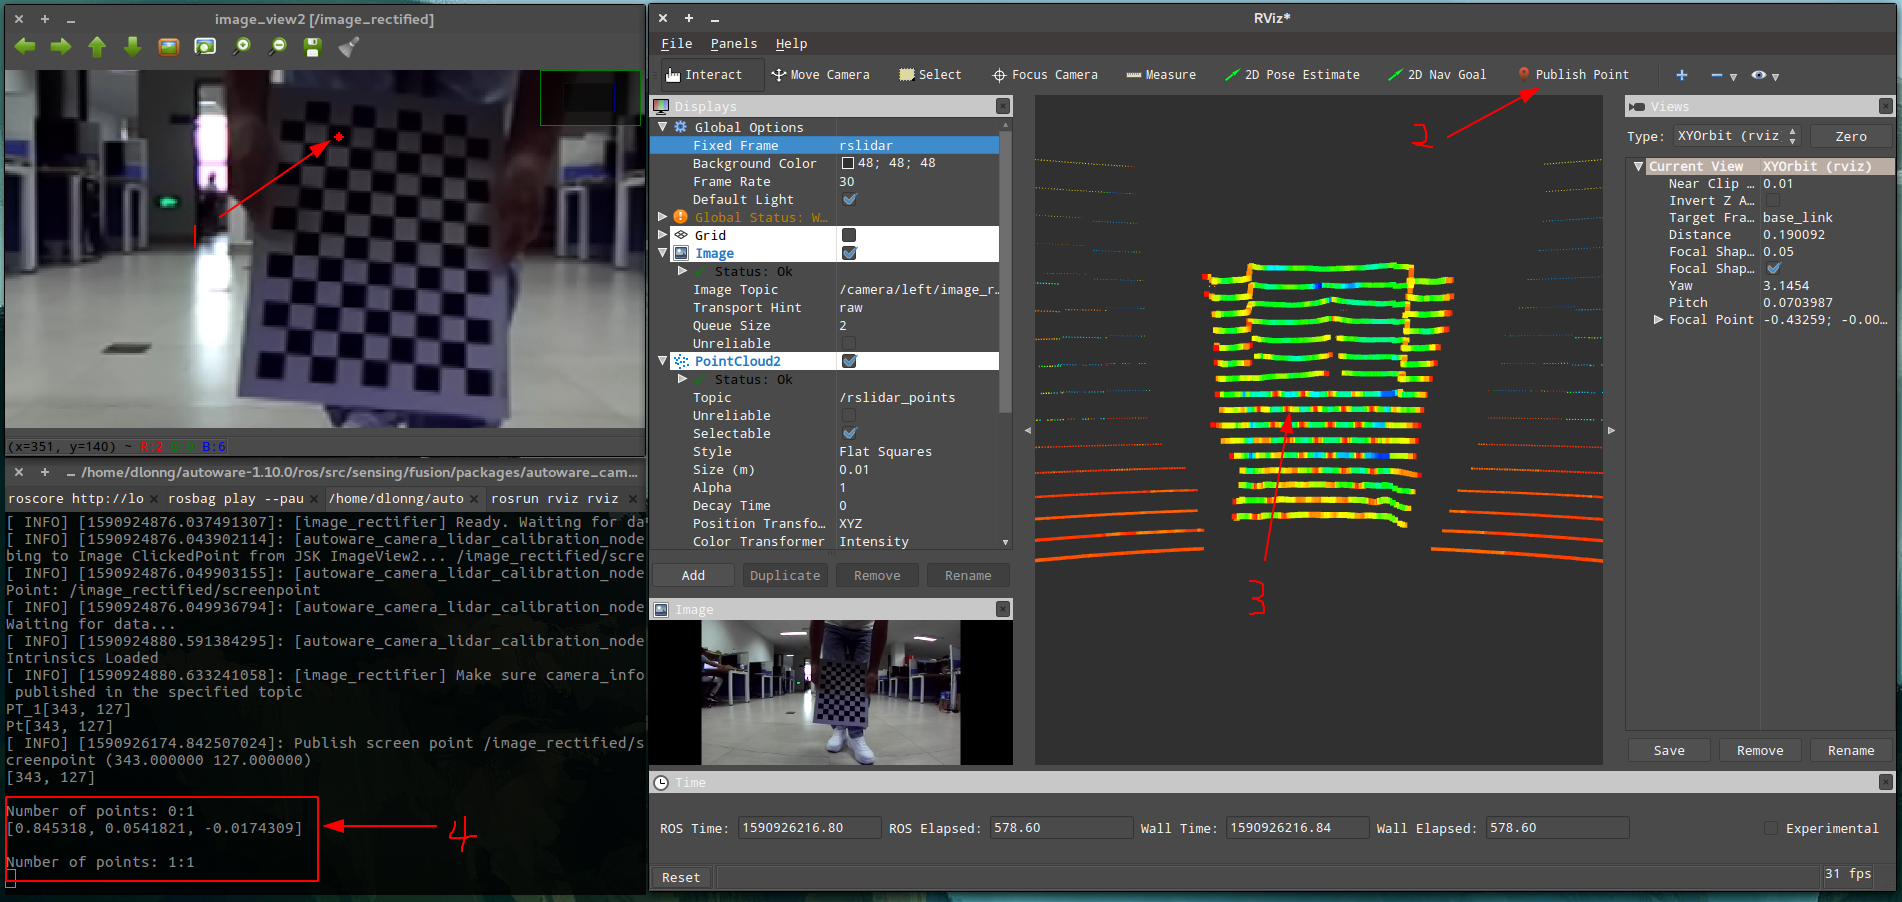 image_view2 [/image_rectified]
(x=351, y=140) ~ R:2 G:0 B:6
1
/home/dlonng/autoware-1.10.0/ros/src/sensing/fusion/packages/autoware_cam...
roscore http://lo
rosbag play --pau
/home/dlonng/auto
rosrun rviz rviz
[ INFO] [1590924876.037491307]: [image_rectifier] Ready. Waiting for da
[ INFO] [1590924876.043902114]: [autoware_camera_lidar_calibration_node
bing to Image ClickedPoint from JSK ImageView2... /image_rectified/scre
[ INFO] [1590924876.049903155]: [autoware_camera_lidar_calibration_node
Point: /image_rectified/screenpoint
[ INFO] [1590924876.049936794]: [autoware_camera_lidar_calibration_node
Waiting for data...
[ INFO] [1590924880.591384295]: [autoware_camera_lidar_calibration_node
Intrinsics Loaded
[ INFO] [1590924880.633241058]: [image_rectifier] Make sure camera_info
published in the specified topic
PT_1[343, 127]
Pt[343, 127]
[ INFO] [1590926174.842507024]: Publish screen point /image_rectified/s
creenpoint (343.000000 127.000000)
[343, 127]
Number of points: 0:1
[0.845318, 0.0541821, -0.0174309]
Number of points: 1:1
4
RViz*
File Panels Help
Interact Move Camera Select Focus Camera Measure 2D Pose Estimate 2D Nav Goal Publish Point
2
Displays
Global Options
Fixed Frame rslidar
Background Color 48; 48; 48
Frame Rate 30
Default Light
Global Status: W...
Grid
Image
Status: Ok
Image Topic /camera/left/image_r...
Transport Hint raw
Queue Size 2
Unreliable
PointCloud2
Status: Ok
Topic /rslidar_points
Unreliable
Selectable
Style Flat Squares
Size (m) 0.01
Alpha 1
Decay Time 0
Position Transfo... XYZ
Color Transformer Intensity
Add Duplicate Remove Rename
Image
3
Views
Type: XYOrbit (rviz Zero
Current View XYOrbit (rviz)
Near Clip ... 0.01
Invert Z A...
Target Fra... base_link
Distance 0.190092
Focal Shap... 0.05
Focal Shap...
Yaw 3.1454
Pitch 0.0703987
Focal Point -0.43259; -0.00...
Save Remove Rename
Time
ROS Time: 1590926216.80 ROS Elapsed: 578.60 Wall Time: 1590926216.84 Wall Elapsed: 578.60 Experimental
Reset
31 fps